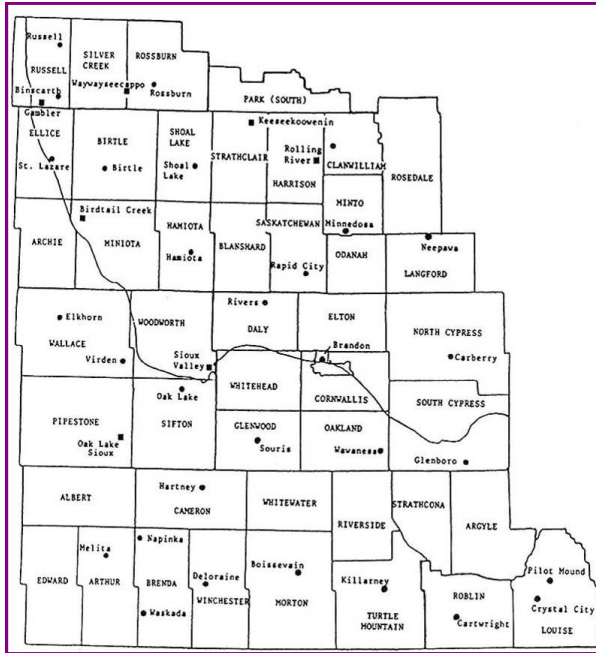 Russell
RUSSELL
SILVER
CREEK
ROSSBURN
Binscarth
Waywayseecappo
Rossburn
PARK (SOUTH)
Gambler
ELLICE
St. Lazare
BIRTLE
Birtle
SHOAL
LAKE
Shoal
Lake
Keeseekoowenin
STRATHCLAIR
Rolling
River
HARRISON
CLANWILLIAM
MINTO
ROSEDALE
Birdtail Creek
ARCHIE
MINIOTA
HAMIOTA
Hamiota
BLANSHARD
SASKATCHEWAN
Minnedosa
Rapid City
ODANAH
Neepawa
LANGFORD
Elkhorn
WALLACE
Virden
WOODWORTH
Sioux
Valley
Rivers
DALY
ELTON
Brandon
NORTH CYPRESS
Carberry
Oak Lake
SIFTON
WHITEHEAD
CORNWALLIS
SOUTH CYPRESS
PIPESTONE
Oak Lake
Sioux
GLENWOOD
Souris
OAKLAND
Wawaness
Glenboro
ALBERT
Hartney
CAMERON
WHITEWATER
RIVERSIDE
STRATHCONA
ARGYLE
EDWARD
Melita
ARTHUR
Napinka
BRENDA
Waskada
Deloraine
WINCHESTER
Boissevain
MORTON
Killarney
TURTLE
MOUNTAIN
ROBLIN
Cartwright
Pilot Mound
Crystal City
LOUISE